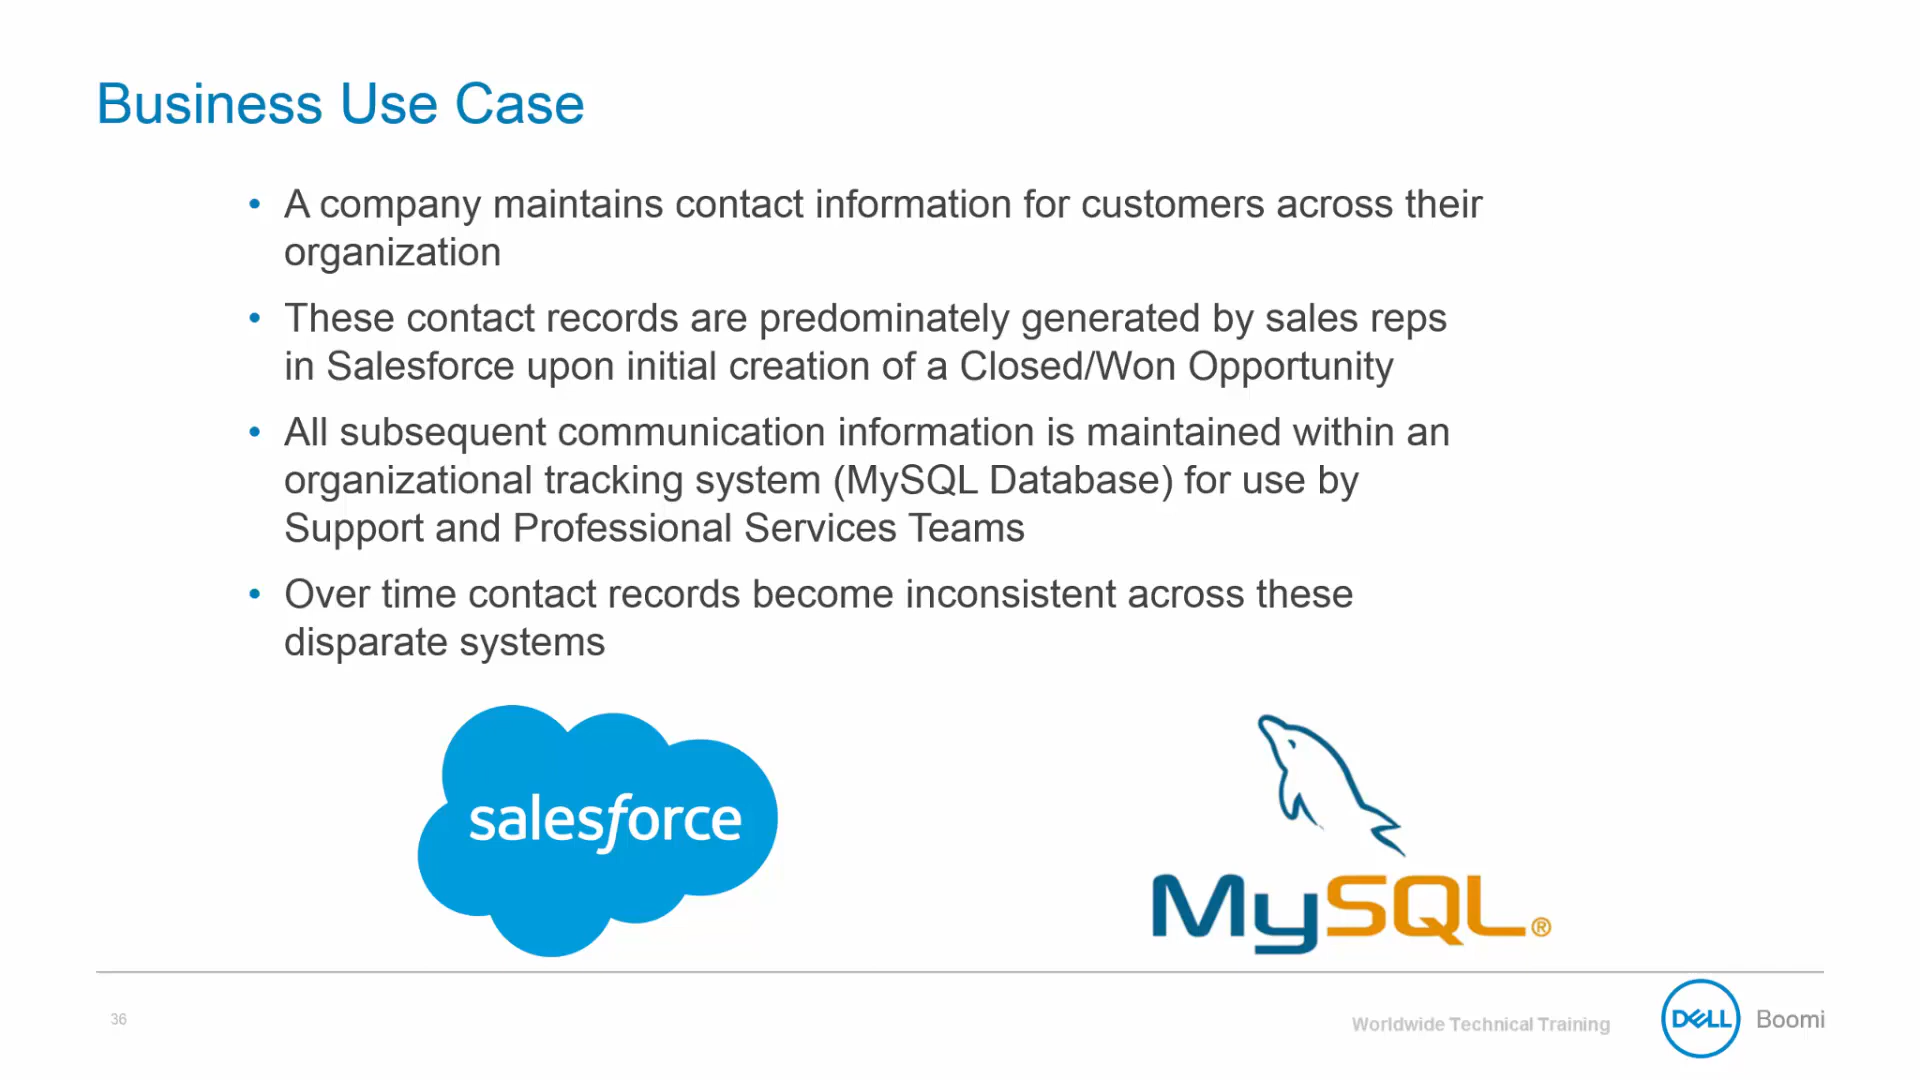 Business Use Case
• A company maintains contact information for customers across their
organization
• These contact records are predominately generated by sales reps
in Salesforce upon initial creation of a Closed/Won Opportunity
• All subsequent communication information is maintained within an
organizational tracking system (MySQL Database) for use by
Support and Professional Services Teams
• Over time contact records become inconsistent across these
disparate systems
salesforce
MySQL®
36
Worldwide Technical Training
DELL Boomi